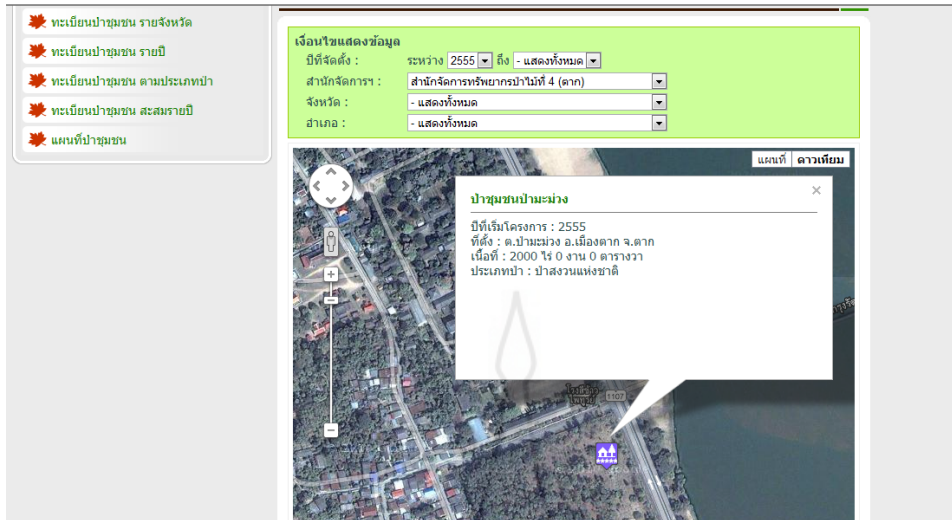 ทะเบียนป่าชุมชน รายจังหวัด
ทะเบียนป่าชุมชน รายปี
ทะเบียนป่าชุมชน ตามประเภทป่า
ทะเบียนป่าชุมชน สะสมรายปี
แผนที่ป่าชุมชน
เงื่อนไขแสดงข้อมูล
ปีที่จัดตั้ง : ระหว่าง 2555 ถึง - แสดงทั้งหมด
สำนักจัดการฯ : สำนักจัดการทรัพยากรป่าไม้ที่ 4 (ตาก)
จังหวัด : - แสดงทั้งหมด
อำเภอ : - แสดงทั้งหมด
แผนที่ ดาวเทียม
ป่าชุมชนป่ามะม่วง
ปีที่เริ่มโครงการ : 2555
ที่ตั้ง : ต.ป่ามะม่วง อ.เมืองตาก จ.ตาก
เนื้อที่ : 2000 ไร่ 0 งาน 0 ตารางวา
ประเภทป่า : ป่าสงวนแห่งชาติ
1107